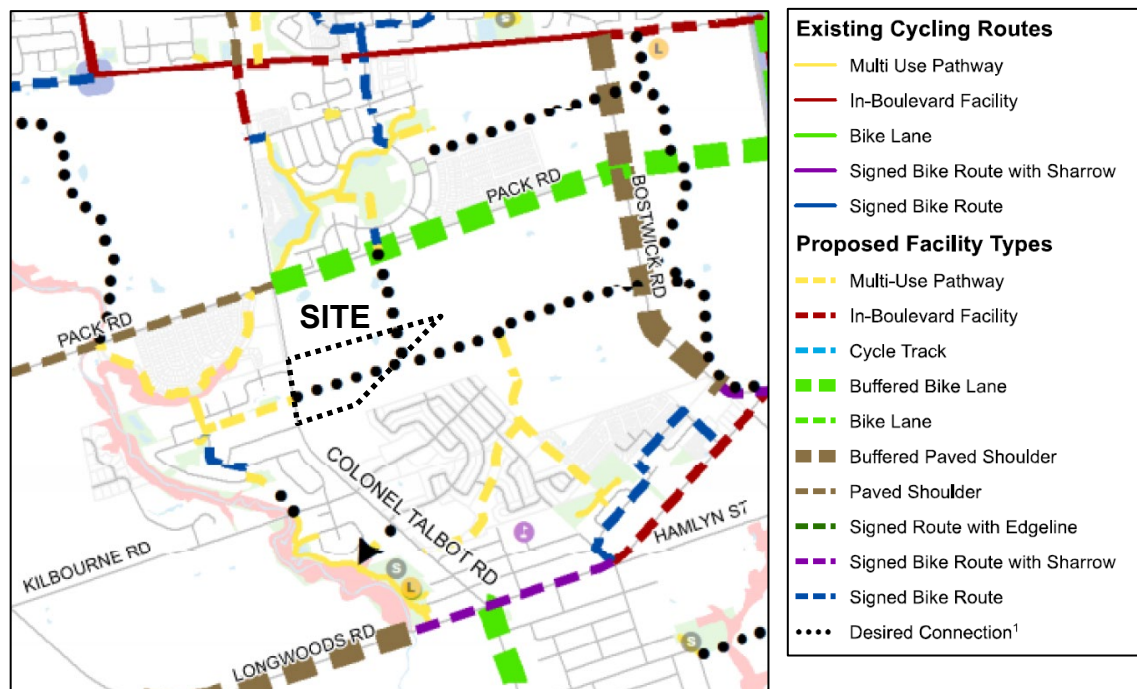 S
L
PACK RD
BOSTWICK RD
SITE
PACK RD
COLONEL TALBOT RD
HAMLYN ST
KILBOURNE RD
S
L
LONGWOODS RD
S
Existing Cycling Routes
Multi Use Pathway
In-Boulevard Facility
Bike Lane
Signed Bike Route with Sharrow
Signed Bike Route
Proposed Facility Types
Multi-Use Pathway
In-Boulevard Facility
Cycle Track
Buffered Bike Lane
Bike Lane
Buffered Paved Shoulder
Paved Shoulder
Signed Route with Edgeline
Signed Bike Route with Sharrow
Signed Bike Route
Desired Connection¹